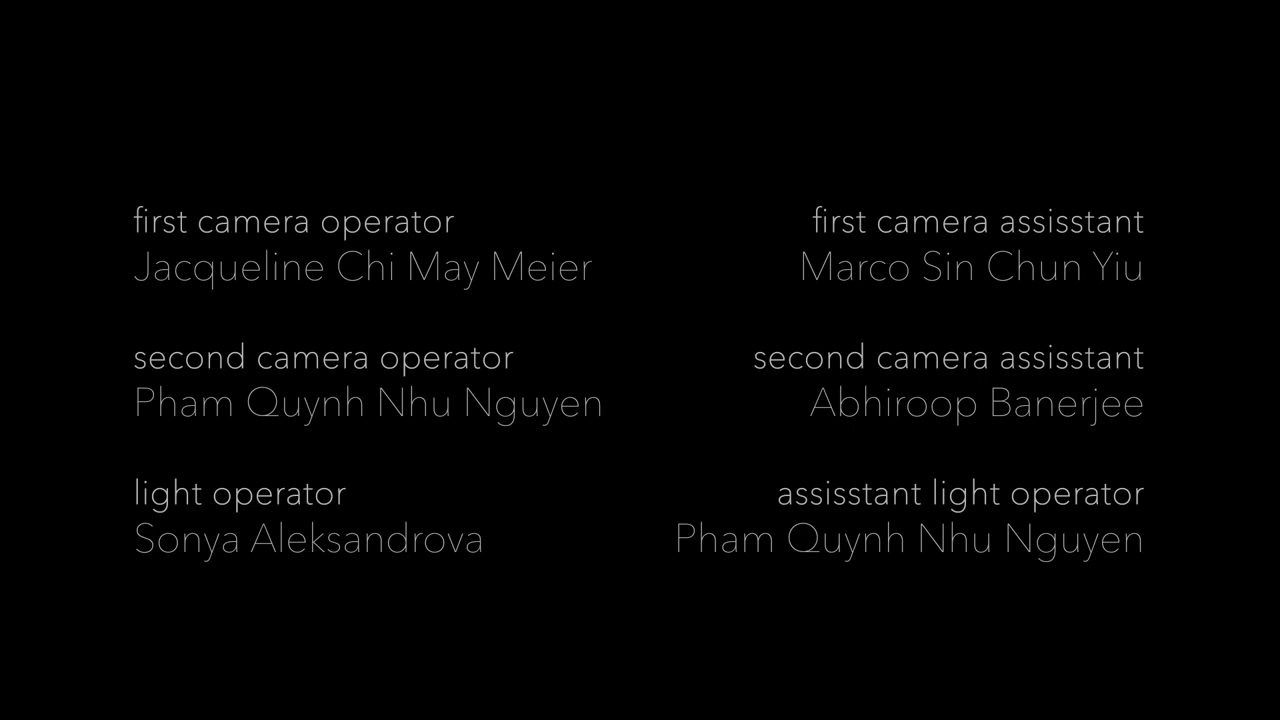 first camera operator
Jacqueline Chi May Meier
first camera assisstant
Marco Sin Chun Yiu
second camera operator
Pham Quynh Nhu Nguyen
second camera assisstant
Abhiroop Banerjee
light operator
Sonya Aleksandrova
assisstant light operator
Pham Quynh Nhu Nguyen